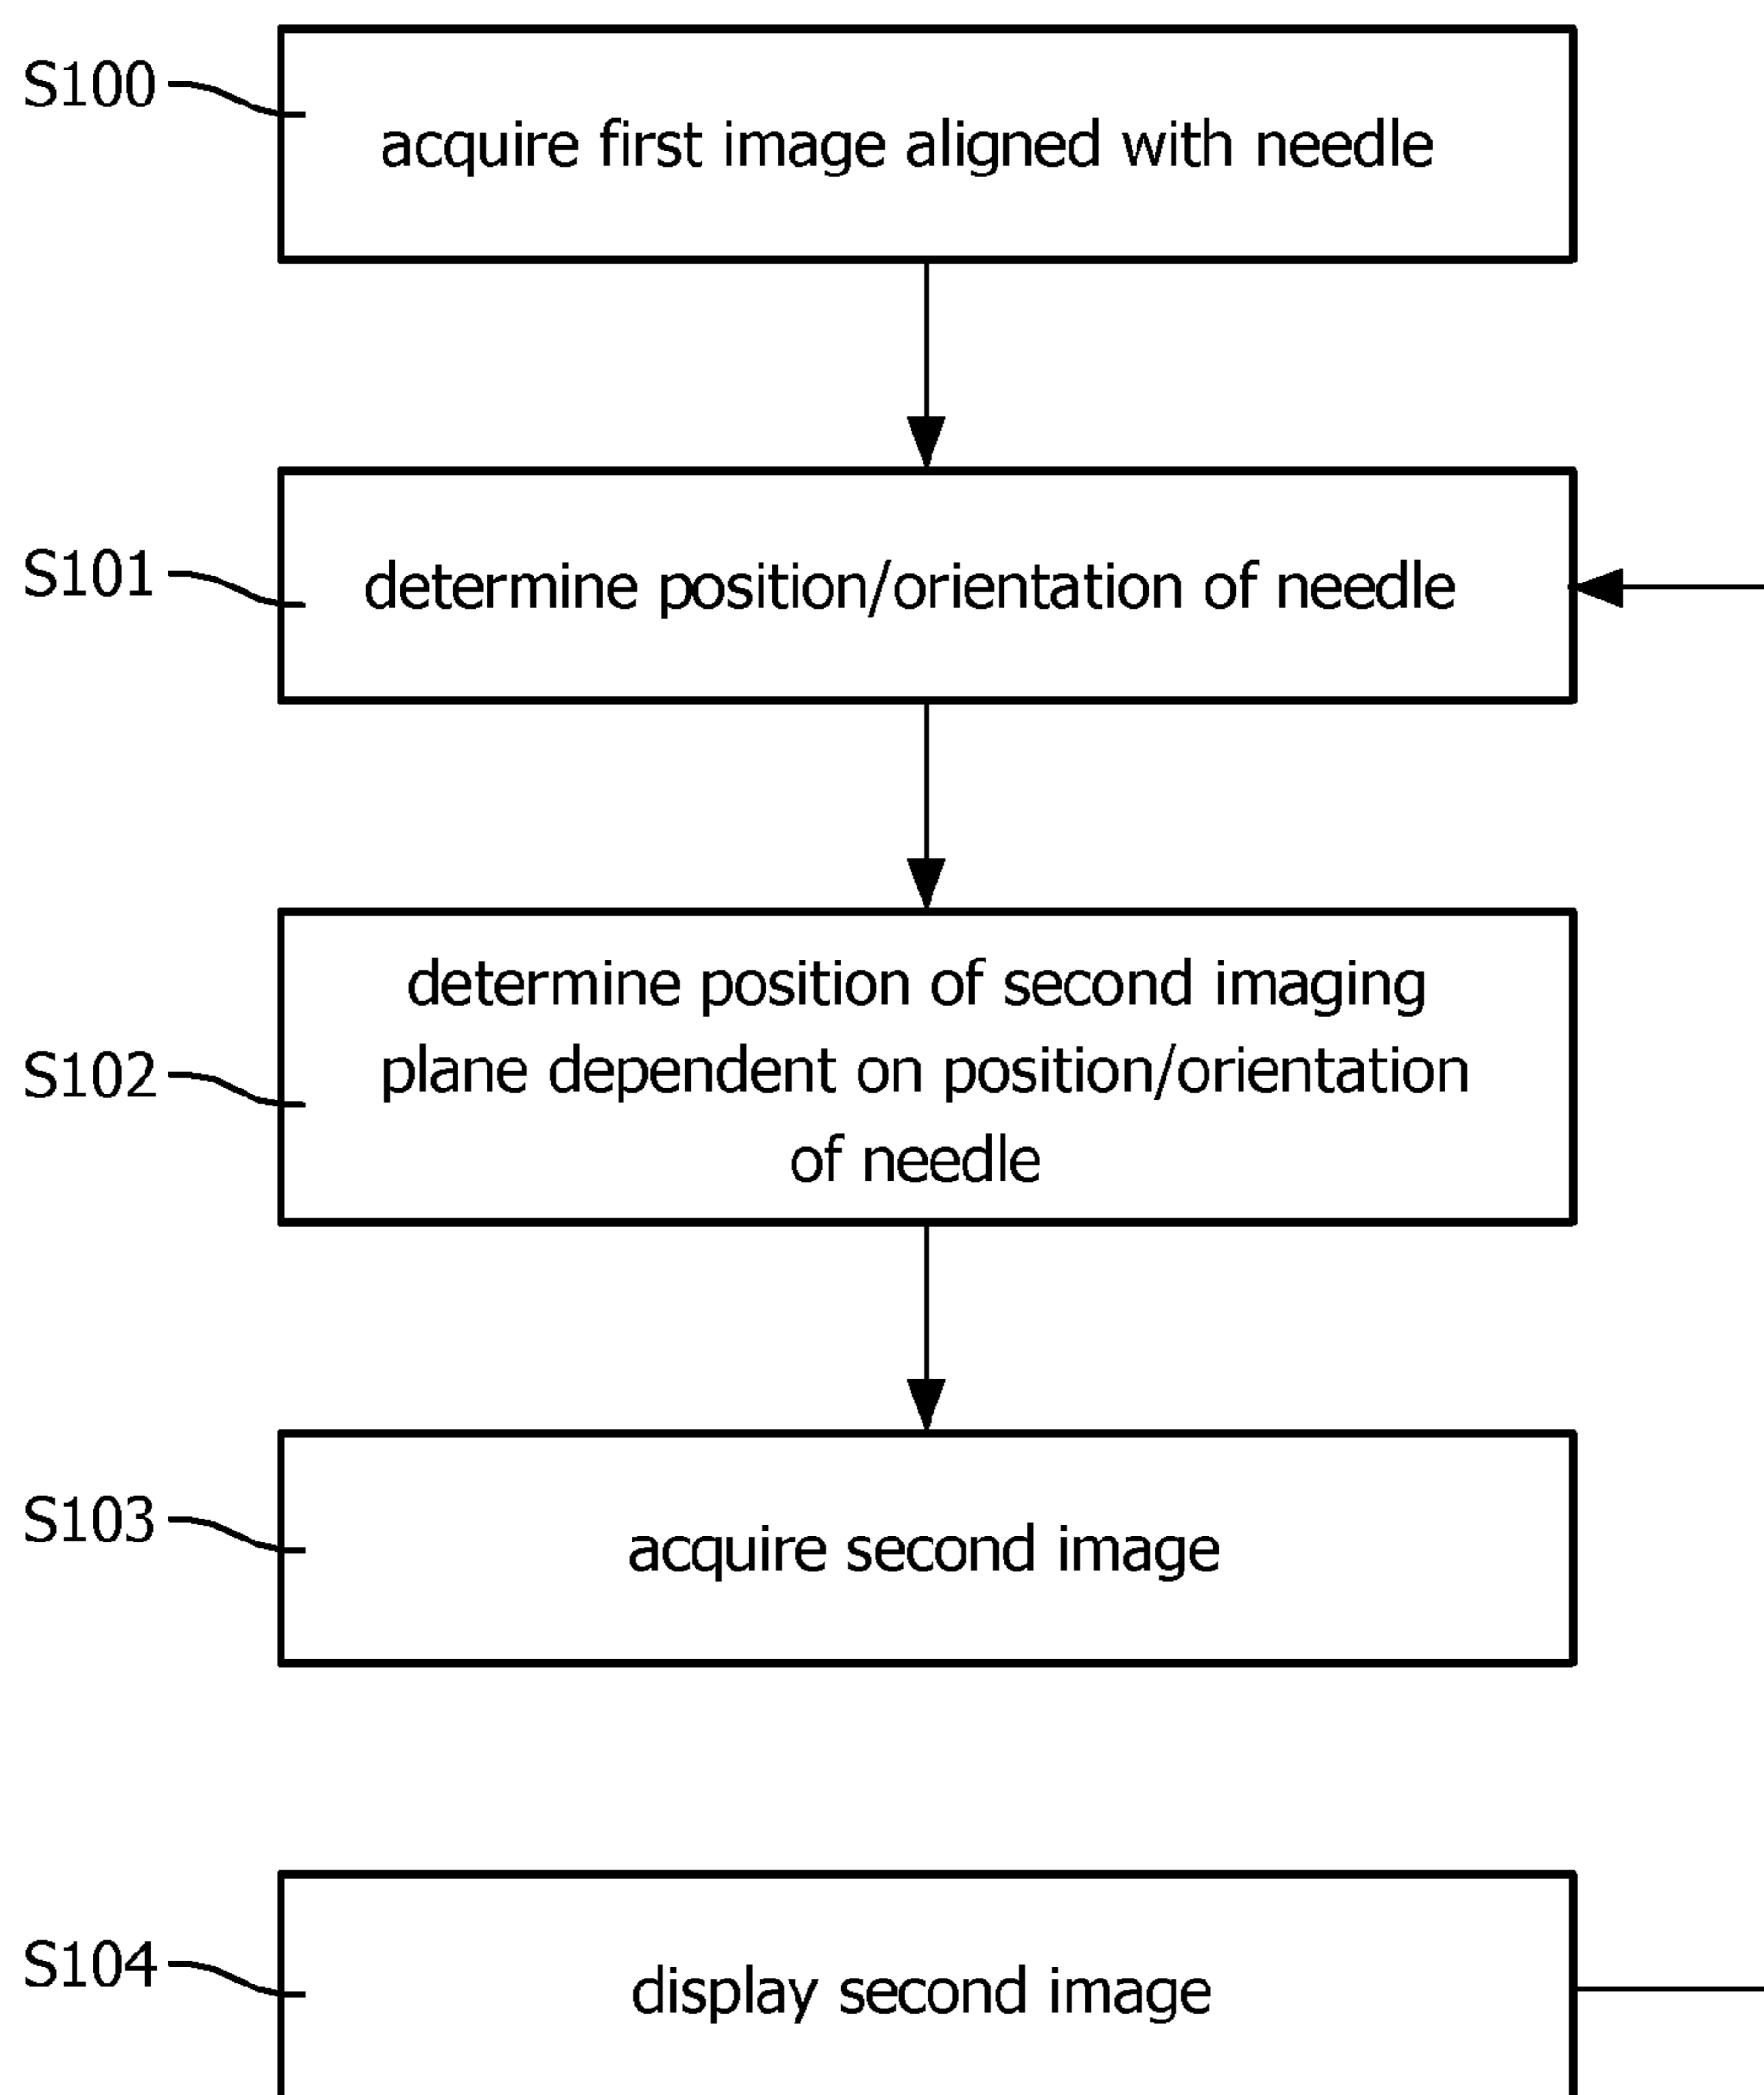 S100
acquire first image aligned with needle
S101
determine position/orientation of needle
S102
determine position of second imaging
plane dependent on position/orientation
of needle
S103
acquire second image
S104
display second image